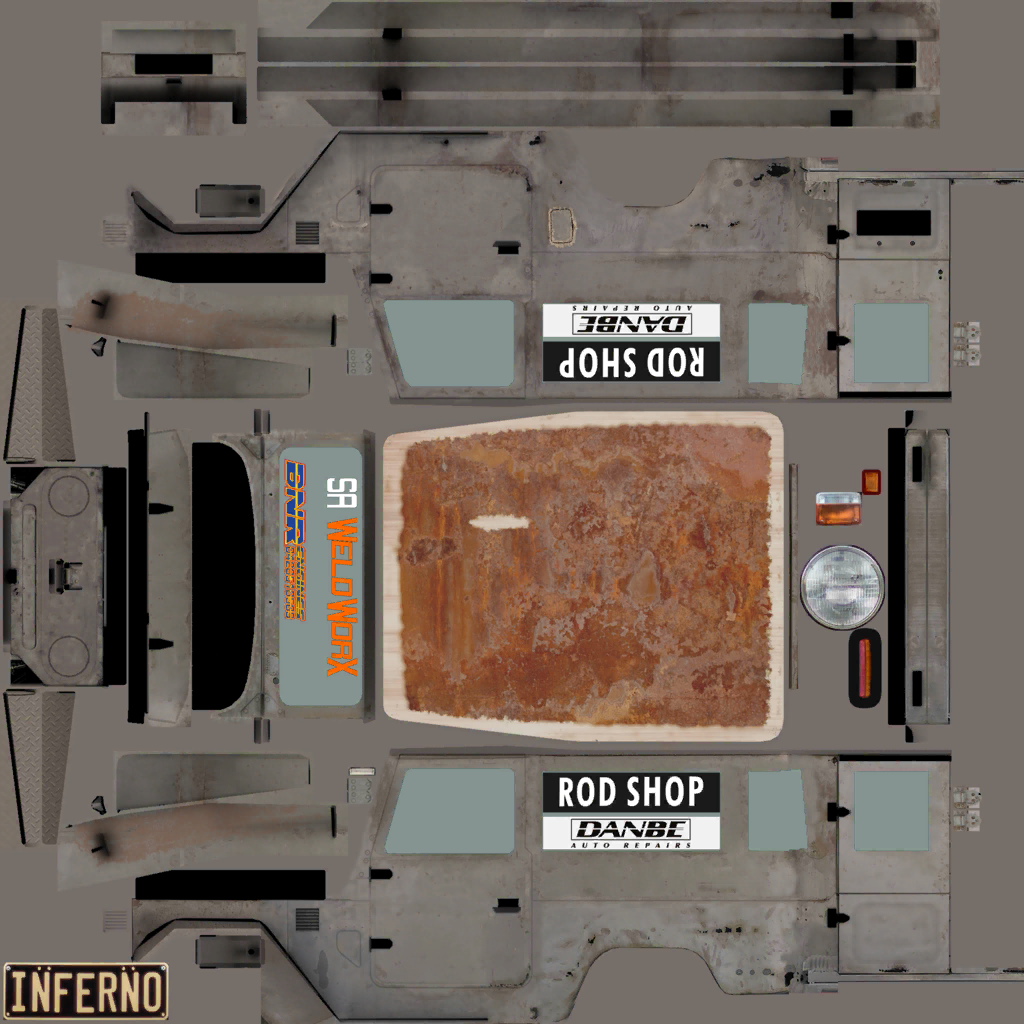 DANBE
AUTO REPAIRS
ROD SHOP
SA WELDWORX
BNR
ROD SHOP
DANBE
AUTO REPAIRS
INFERNO